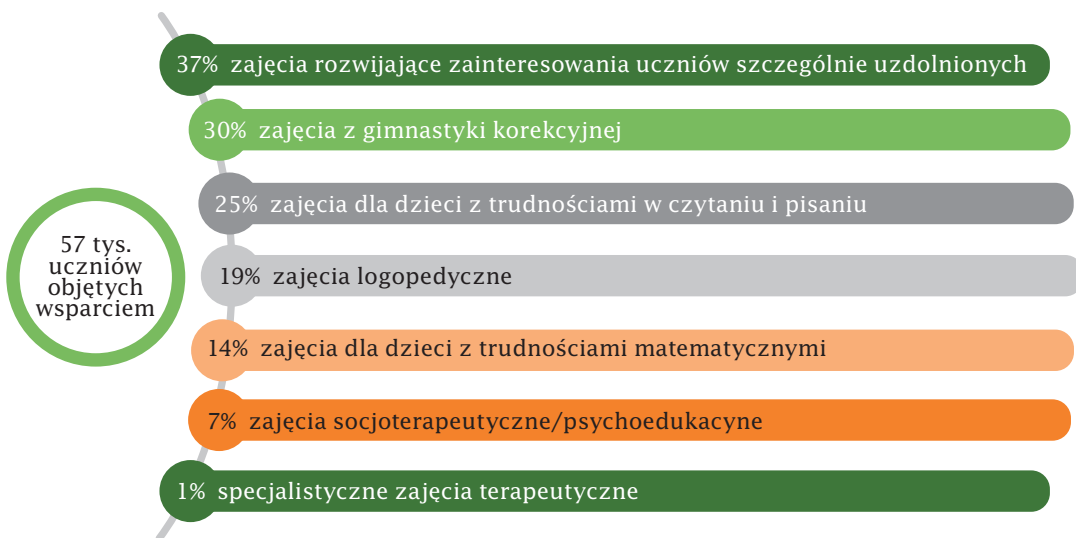 37% zajęcia rozwijające zainteresowania uczniów szczególnie uzdolnionych
30% zajęcia z gimnastyki korekcyjnej
25% zajęcia dla dzieci z trudnościami w czytaniu i pisaniu
57 tys.
uczniów
objętych
wsparciem
19% zajęcia logopedyczne
14% zajęcia dla dzieci z trudnościami matematycznymi
7% zajęcia socjoterapeutyczne/psychoedukacyne
1% specjalistyczne zajęcia terapeutyczne